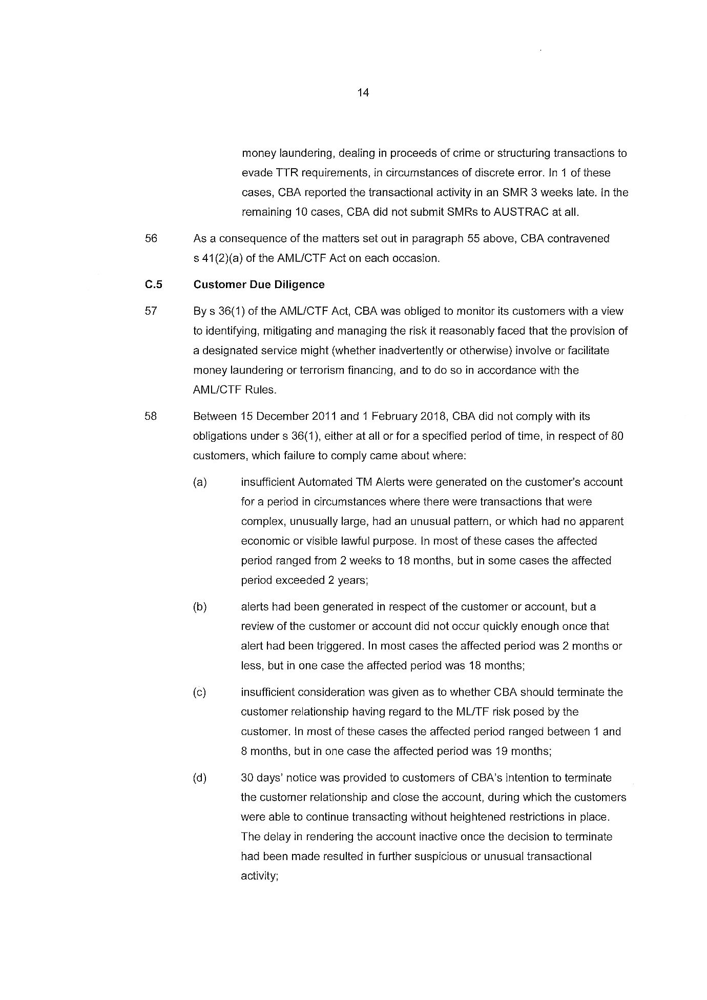 14
money laundering, dealing in proceeds of crime or structuring transactions to
evade TTR requirements, in circumstances of discrete error. In 1 of these
cases, CBA reported the transactional activity in an SMR 3 weeks late. In the
remaining 10 cases, CBA did not submit SMRs to AUSTRAC at all.
56 As a consequence of the matters set out in paragraph 55 above, CBA contravened
s 41(2)(a) of the AML/CTF Act on each occasion.
C.5 Customer Due Diligence
57 By s 36(1) of the AML/CTF Act, CBA was obliged to monitor its customers with a view
to identifying, mitigating and managing the risk it reasonably faced that the provision of
a designated service might (whether inadvertently or otherwise) involve or facilitate
money laundering or terrorism financing, and to do so in accordance with the
AML/CTF Rules.
58 Between 15 December 2011 and 1 February 2018, CBA did not comply with its
obligations under s 36(1), either at all or for a specified period of time, in respect of 80
customers, which failure to comply came about where:
(a) insufficient Automated TM Alerts were generated on the customer's account
for a period in circumstances where there were transactions that were
complex, unusually large, had an unusual pattern, or which had no apparent
economic or visible lawful purpose. In most of these cases the affected
period ranged from 2 weeks to 18 months, but in some cases the affected
period exceeded 2 years;
(b) alerts had been generated in respect of the customer or account, but a
review of the customer or account did not occur quickly enough once that
alert had been triggered. In most cases the affected period was 2 months or
less, but in one case the affected period was 18 months;
(c) insufficient consideration was given as to whether CBA should terminate the
customer relationship having regard to the ML/TF risk posed by the
customer. In most of these cases the affected period ranged between 1 and
8 months, but in one case the affected period was 19 months;
(d) 30 days' notice was provided to customers of CBA's intention to terminate
the customer relationship and close the account, during which the customers
were able to continue transacting without heightened restrictions in place.
The delay in rendering the account inactive once the decision to terminate
had been made resulted in further suspicious or unusual transactional
activity;